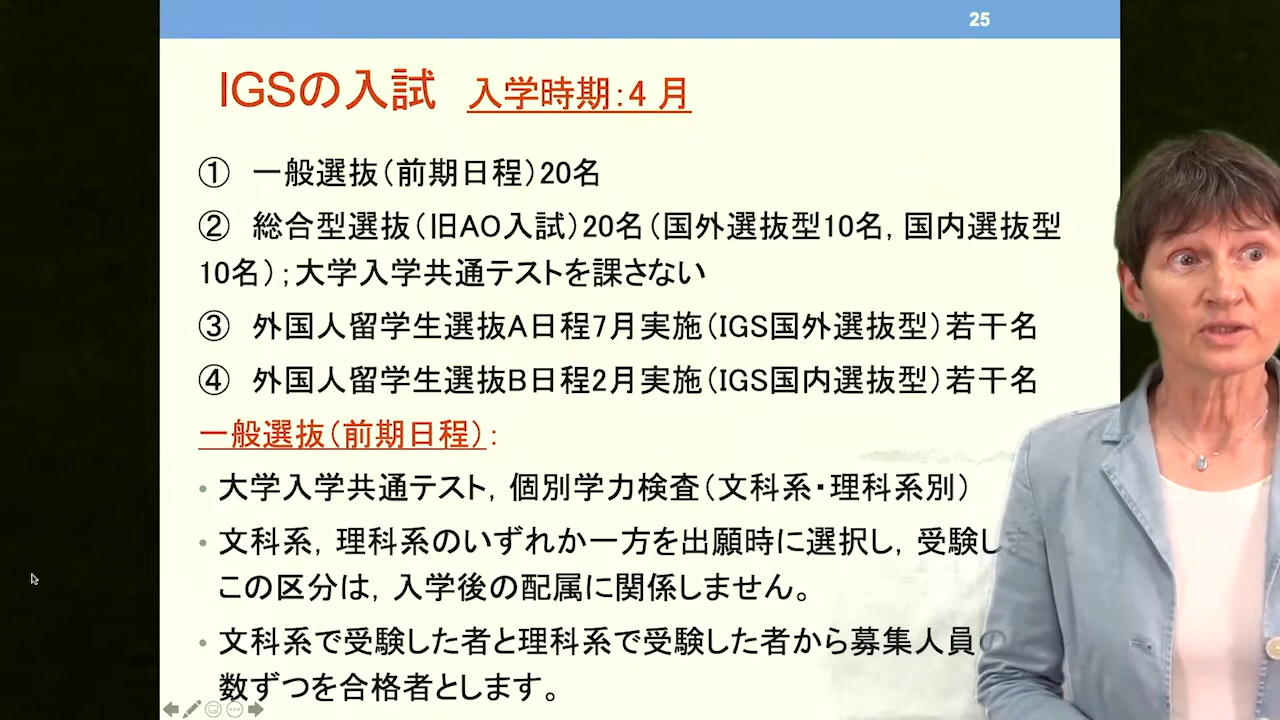 25
IGSの入試 入学時期:4 月
① 一般選抜(前期日程)20名
② 総合型選抜(旧AO入試)20名(国外選抜型10名, 国内選抜型
10名);大学入学共通テストを課さない
③ 外国人留学生選抜A日程7月実施(IGS国外選抜型)若干名
④ 外国人留学生選抜B日程2月実施(IGS国内選抜型)若干名
一般選抜(前期日程):
• 大学入学共通テスト, 個別学力検査(文科系・理科系別)
• 文科系, 理科系のいずれか一方を出願時に選択し, 受験しま
この区分は, 入学後の配属に関係しません。
• 文科系で受験した者と理科系で受験した者から募集人員の
数ずつを合格者とします。